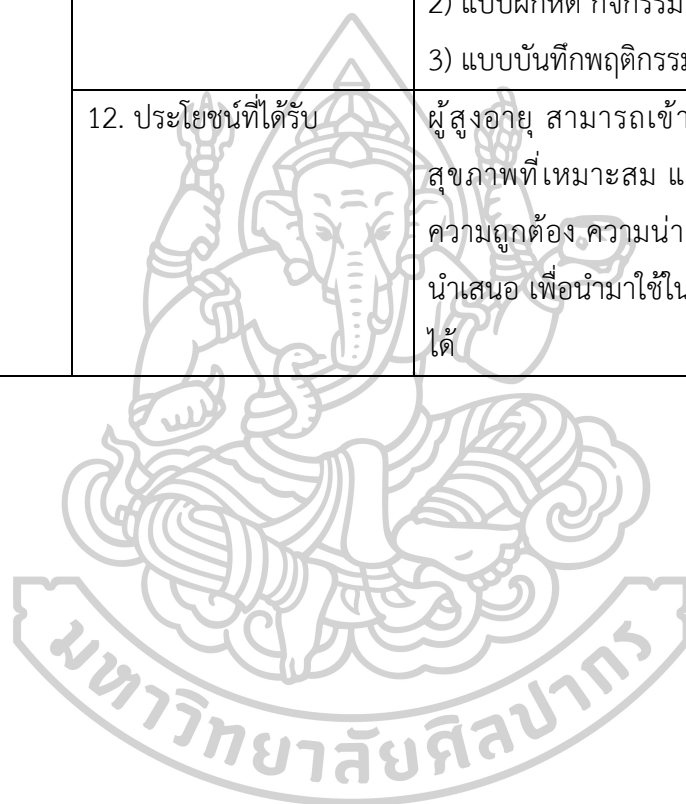 2) แบบฝึกหัด กิจกรรม
3) แบบบันทึกพฤติกรรม
12. ประโยชน์ที่ได้รับ
ผู้สูงอายุ สามารถเข้า
สุขภาพที่เหมาะสม แ
ความถูกต้อง ความน่า
นำเสนอ เพื่อนำมาใช้ใน
ได้
มหาวิทยาลัยศิลปากร